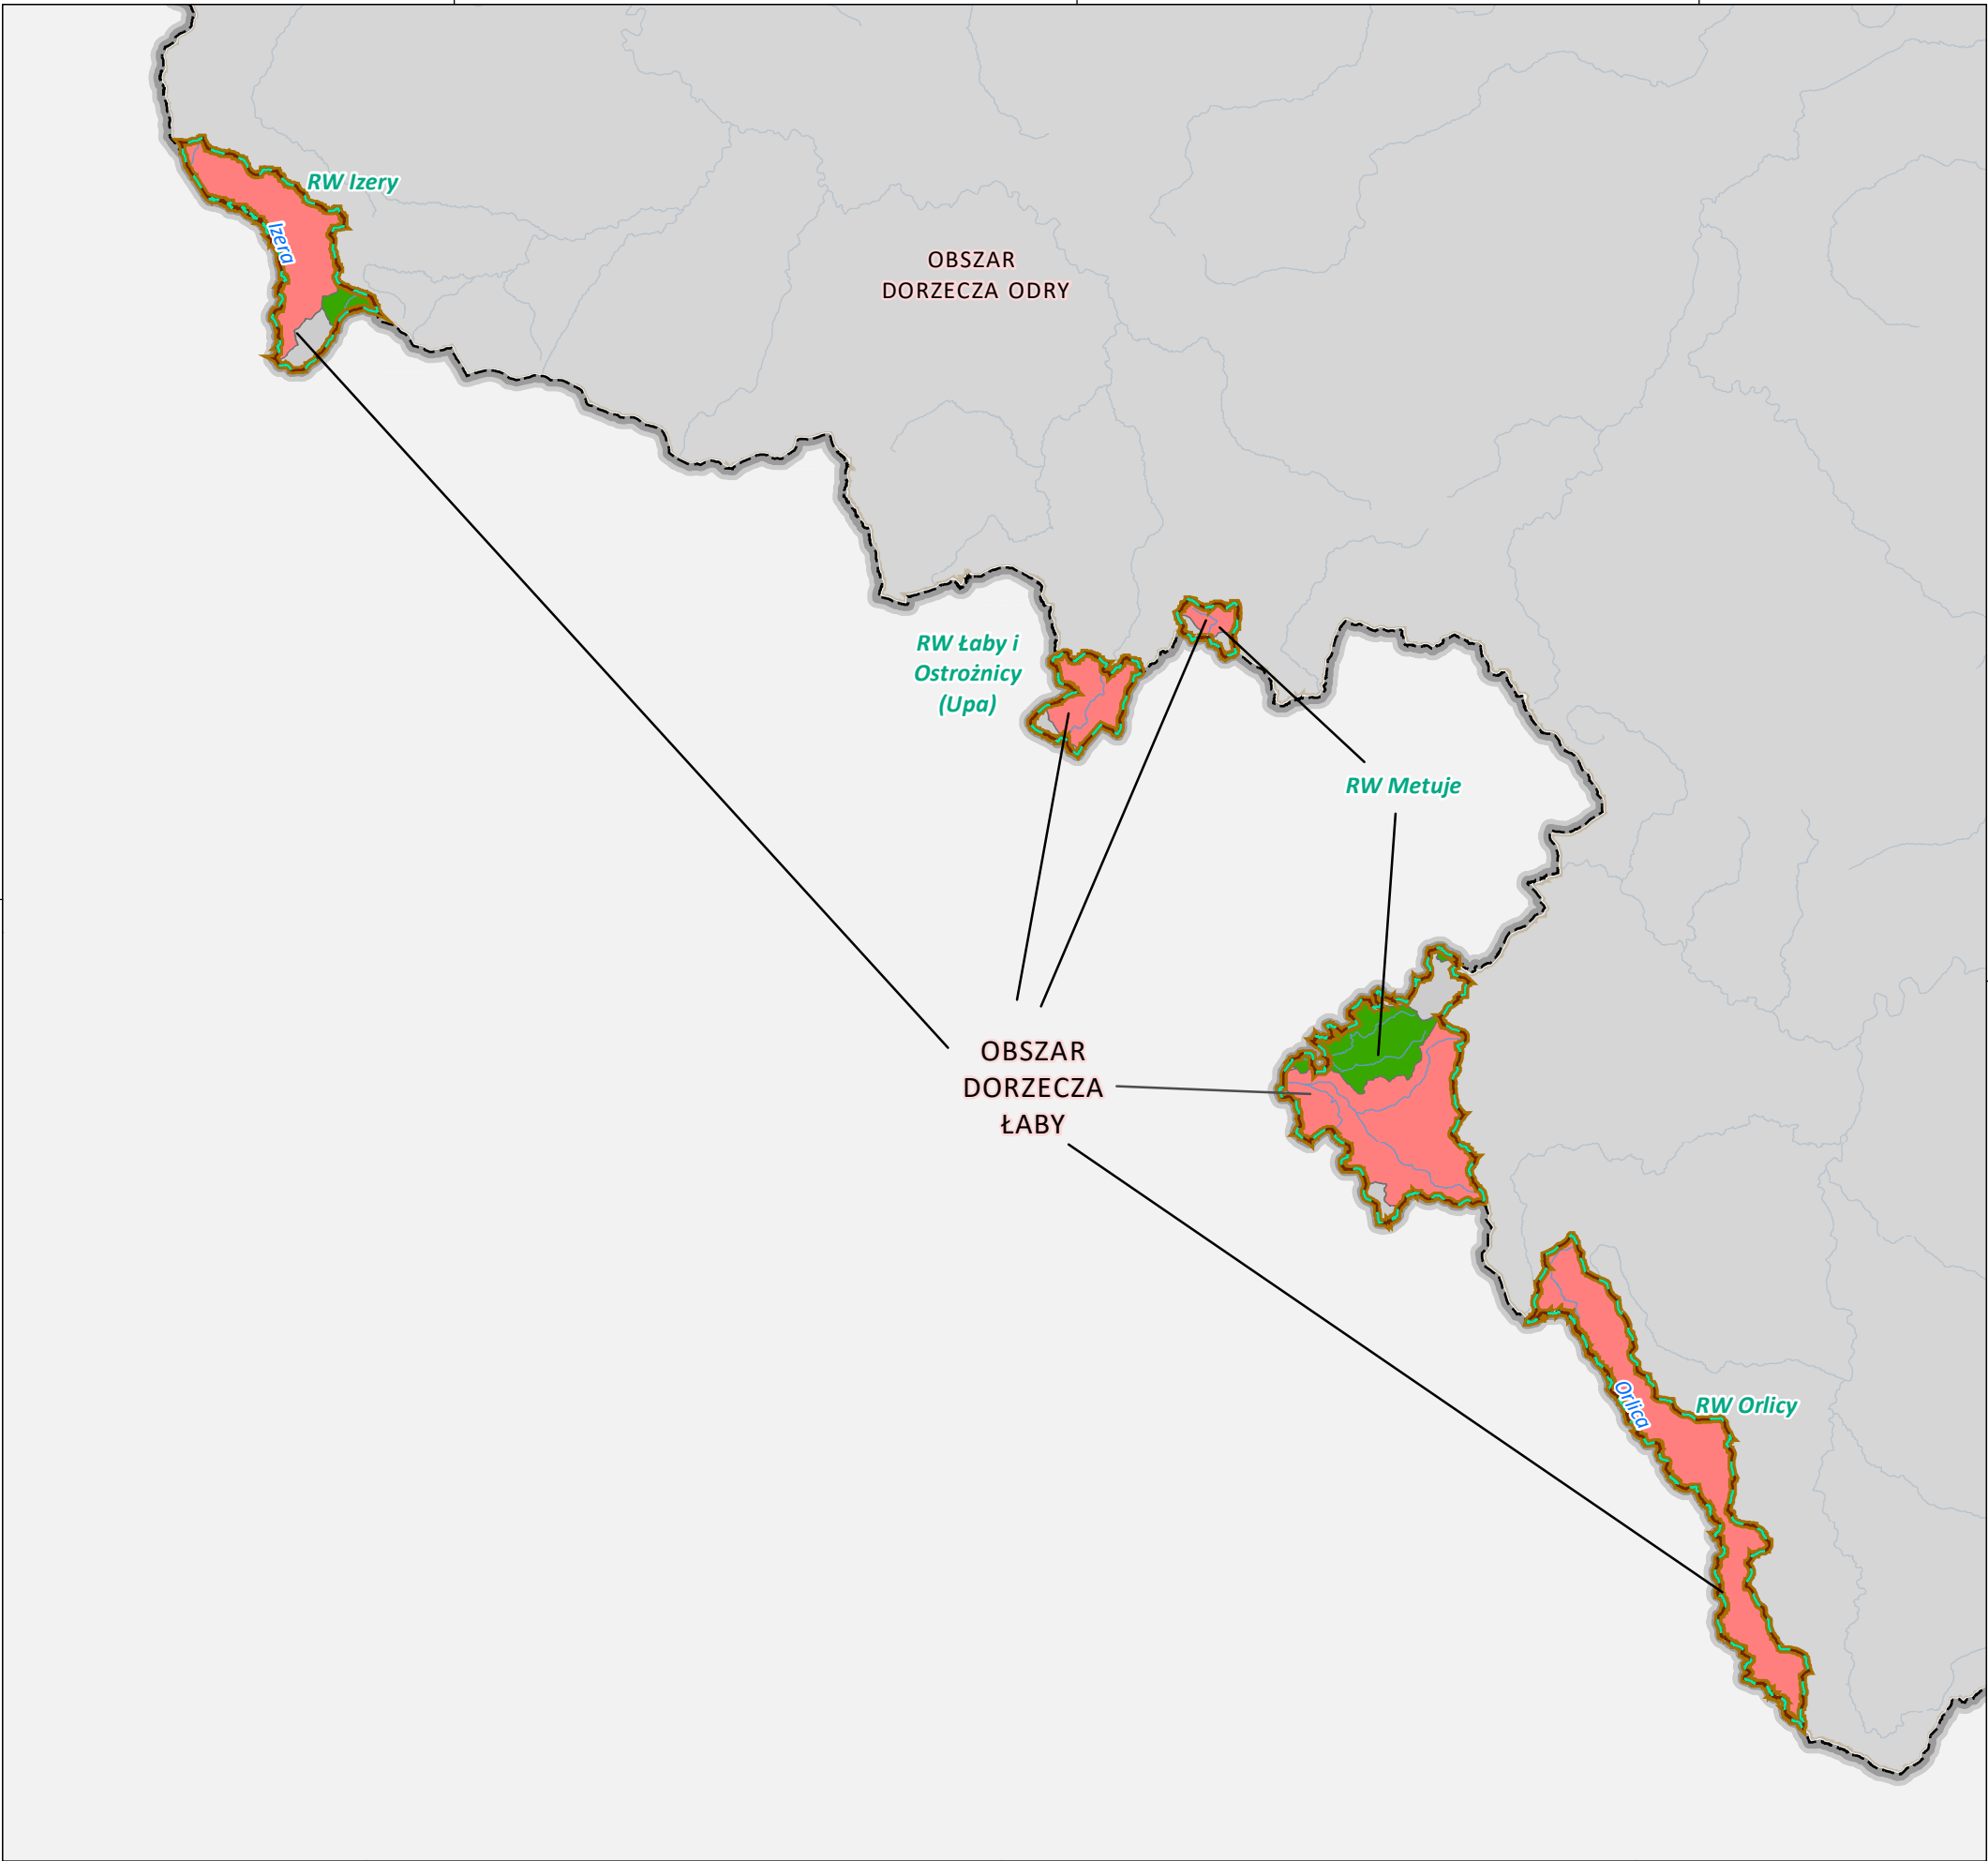 RW Izery
Izera
OBSZAR
DORZECZA ODRY
RW Łaby i
Ostrożnicy
(Upa)
RW Metuje
OBSZAR
DORZECZA
ŁABY
Orlica
RW Orlicy